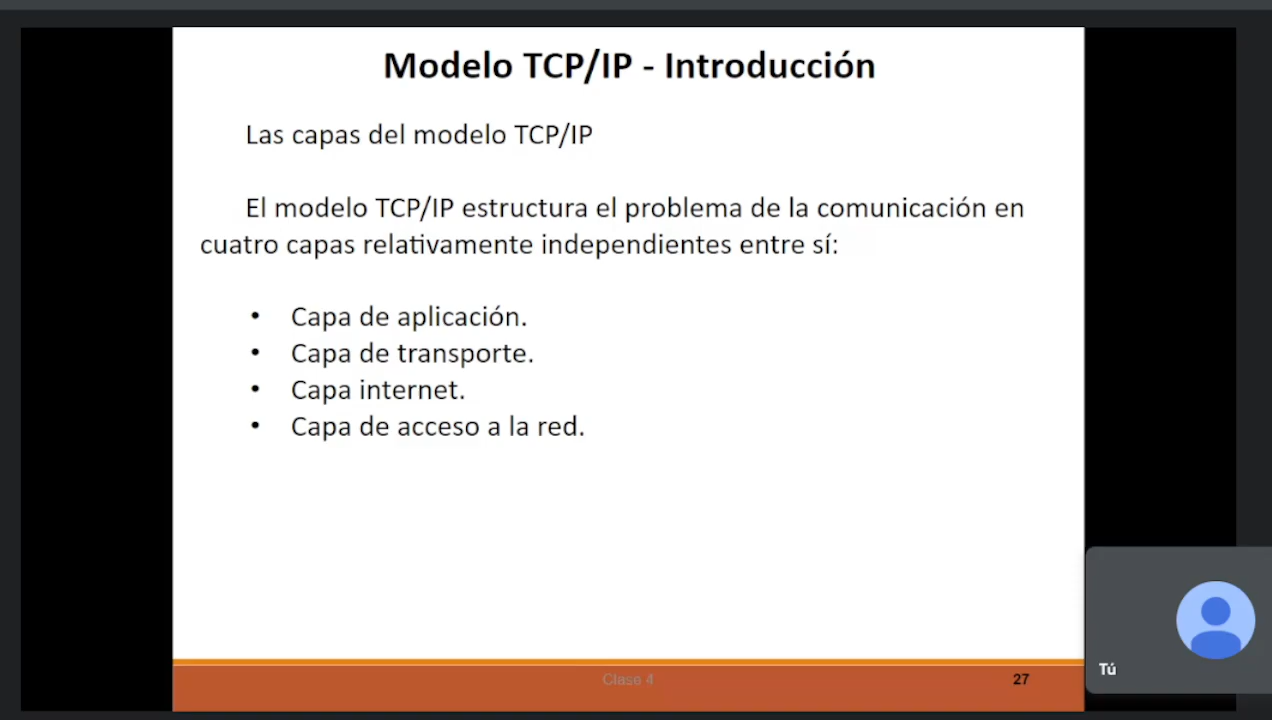 Modelo TCP/IP - Introducción
Las capas del modelo TCP/IP
El modelo TCP/IP estructura el problema de la comunicación en
cuatro capas relativamente independientes entre sí:
• Capa de aplicación.
• Capa de transporte.
• Capa internet.
• Capa de acceso a la red.
Clase 4
27
Tú